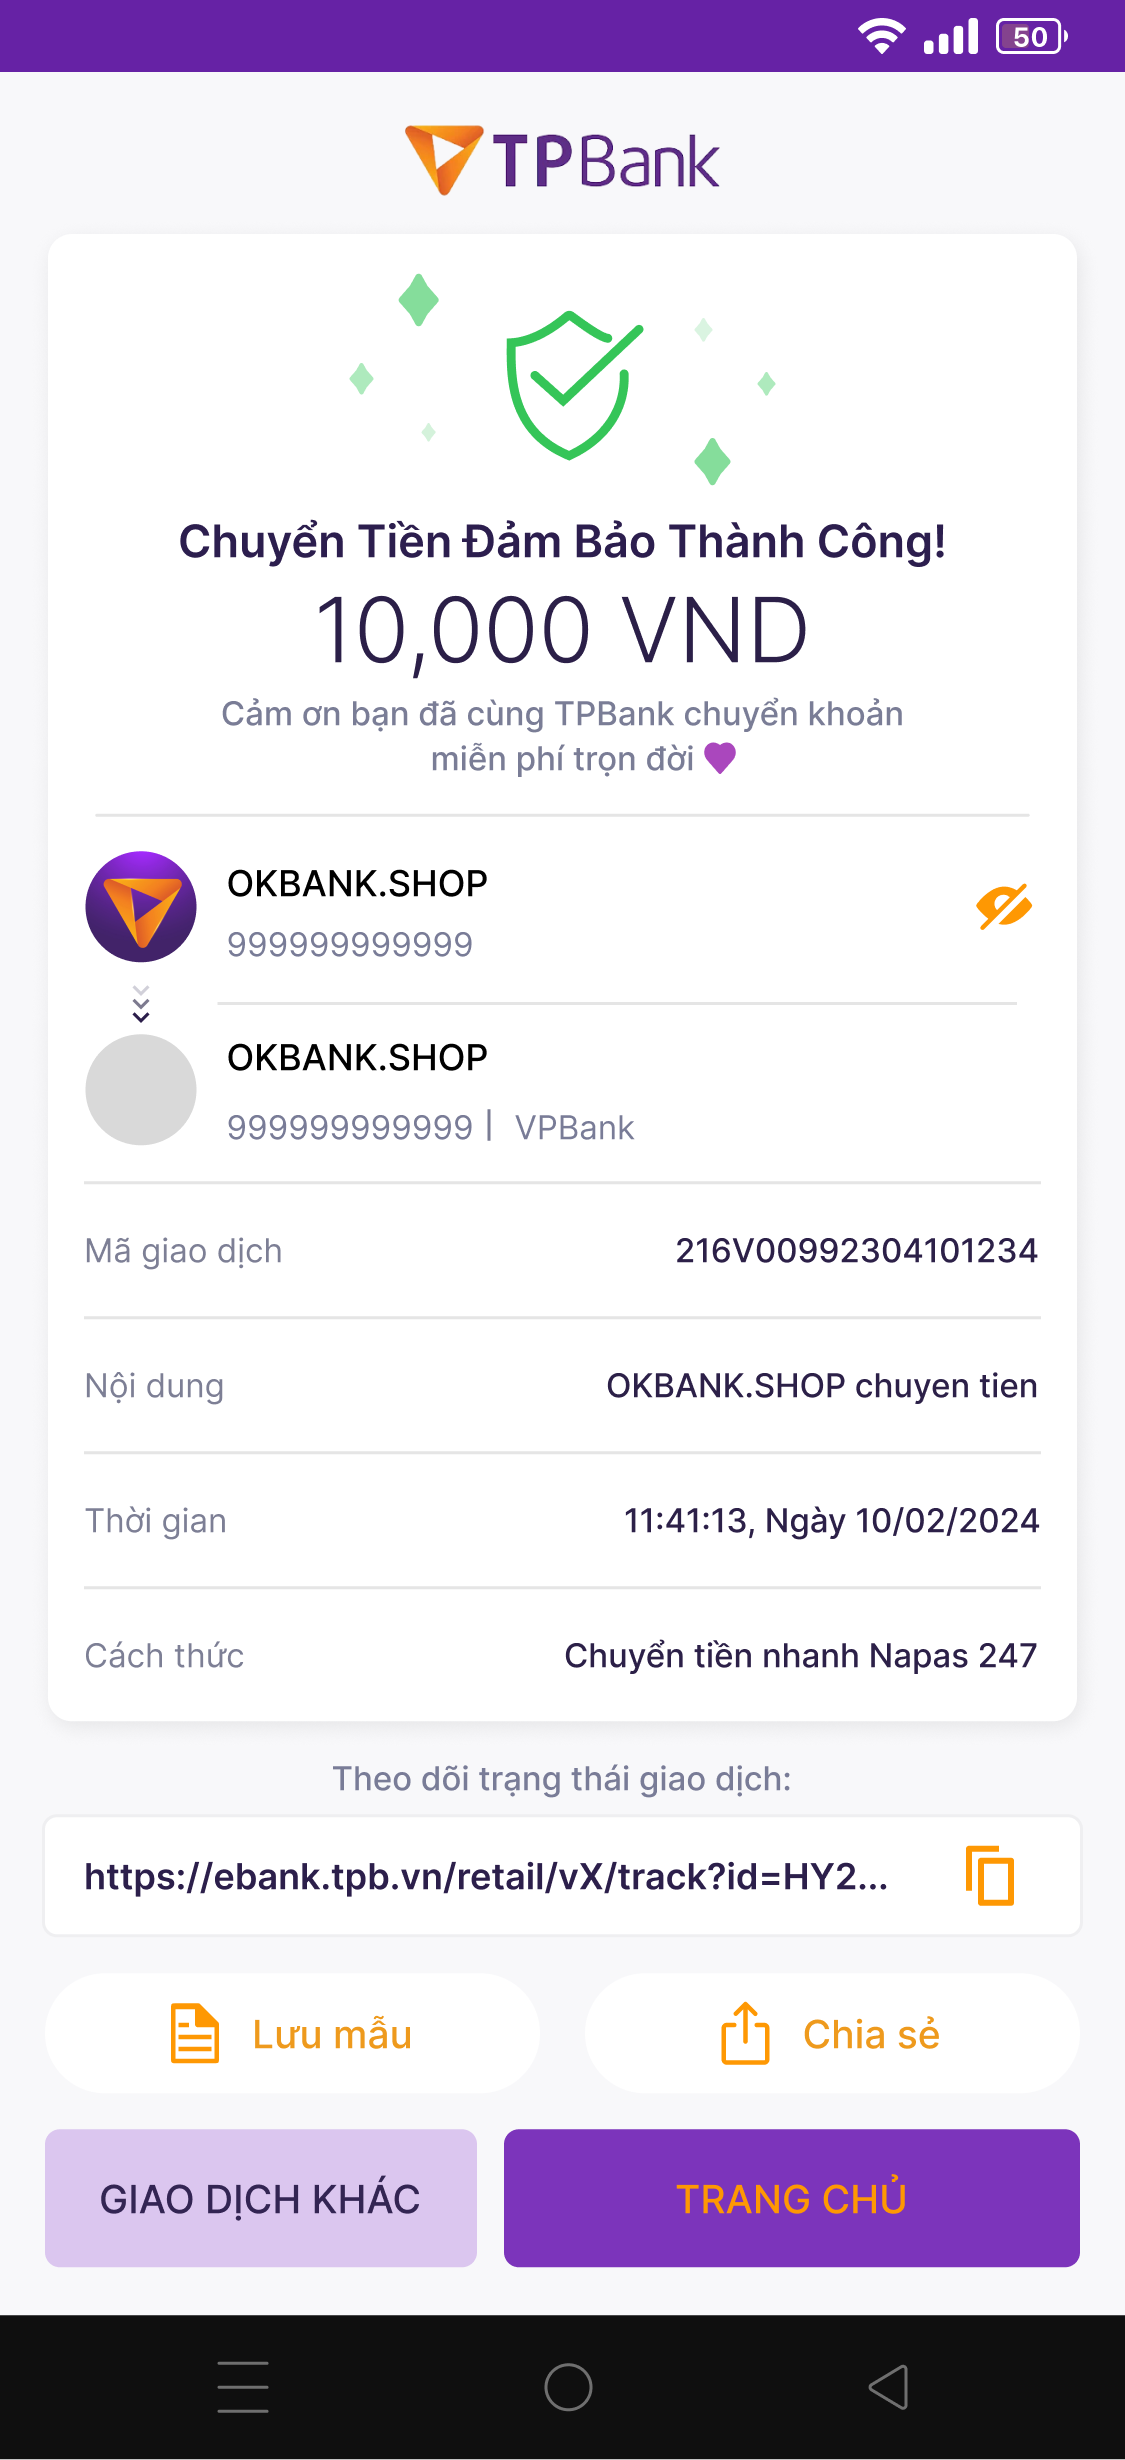 50
TPBank
Chuyển Tiền Đảm Bảo Thành Công!
10,000 VND
Cảm ơn bạn đã cùng TPBank chuyển khoản
miễn phí trọn đời
OKBANK.SHOP
999999999999
OKBANK.SHOP
999999999999 | VPBank
Mã giao dịch 216V00992304101234
Nội dung OKBANK.SHOP chuyen tien
Thời gian 11:41:13, Ngày 10/02/2024
Cách thức Chuyển tiền nhanh Napas 247
Theo dõi trạng thái giao dịch:
https://ebank.tpb.vn/retail/vX/track?id=HY2...
Lưu mẫu Chia sẻ
GIAO DỊCH KHÁC TRANG CHỦ